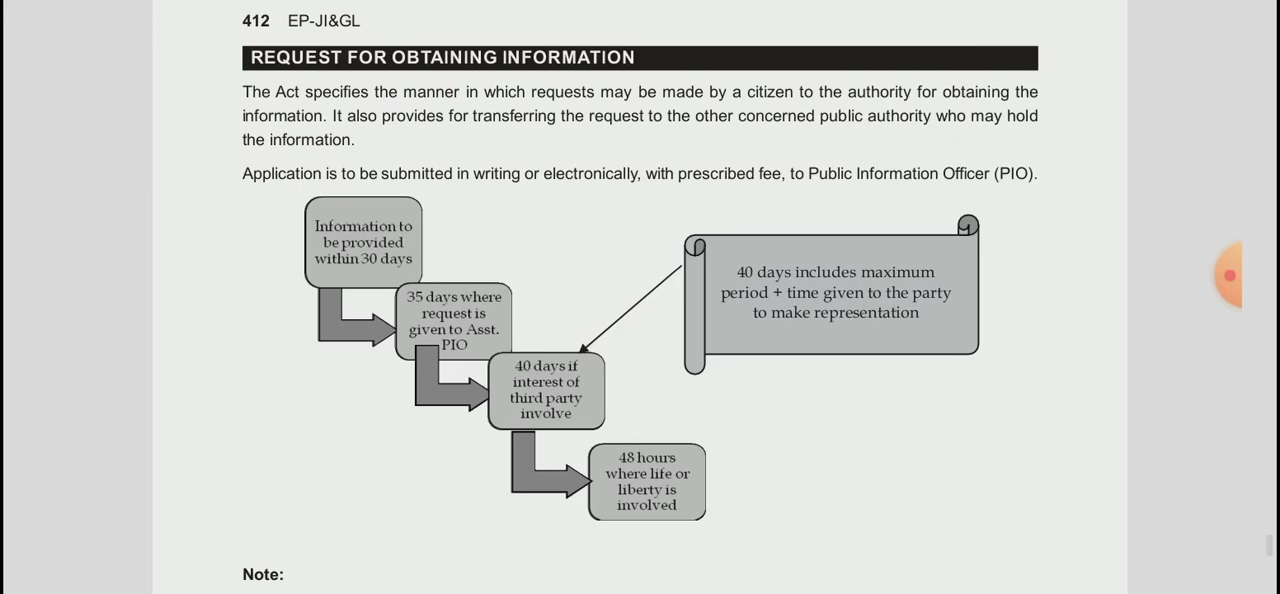 412 EP-JI&GL
REQUEST FOR OBTAINING INFORMATION
The Act specifies the manner in which requests may be made by a citizen to the authority for obtaining the
information. It also provides for transferring the request to the other concerned public authority who may hold
the information.
Application is to be submitted in writing or electronically, with prescribed fee, to Public Information Officer (PIO).
Information to
be provided
within 30 days
35 days where
request is
given to Asst.
PIO
40 days if
interest of
third party
involve
48 hours
where life or
liberty is
involved
40 days includes maximum
period + time given to the party
to make representation
Note: